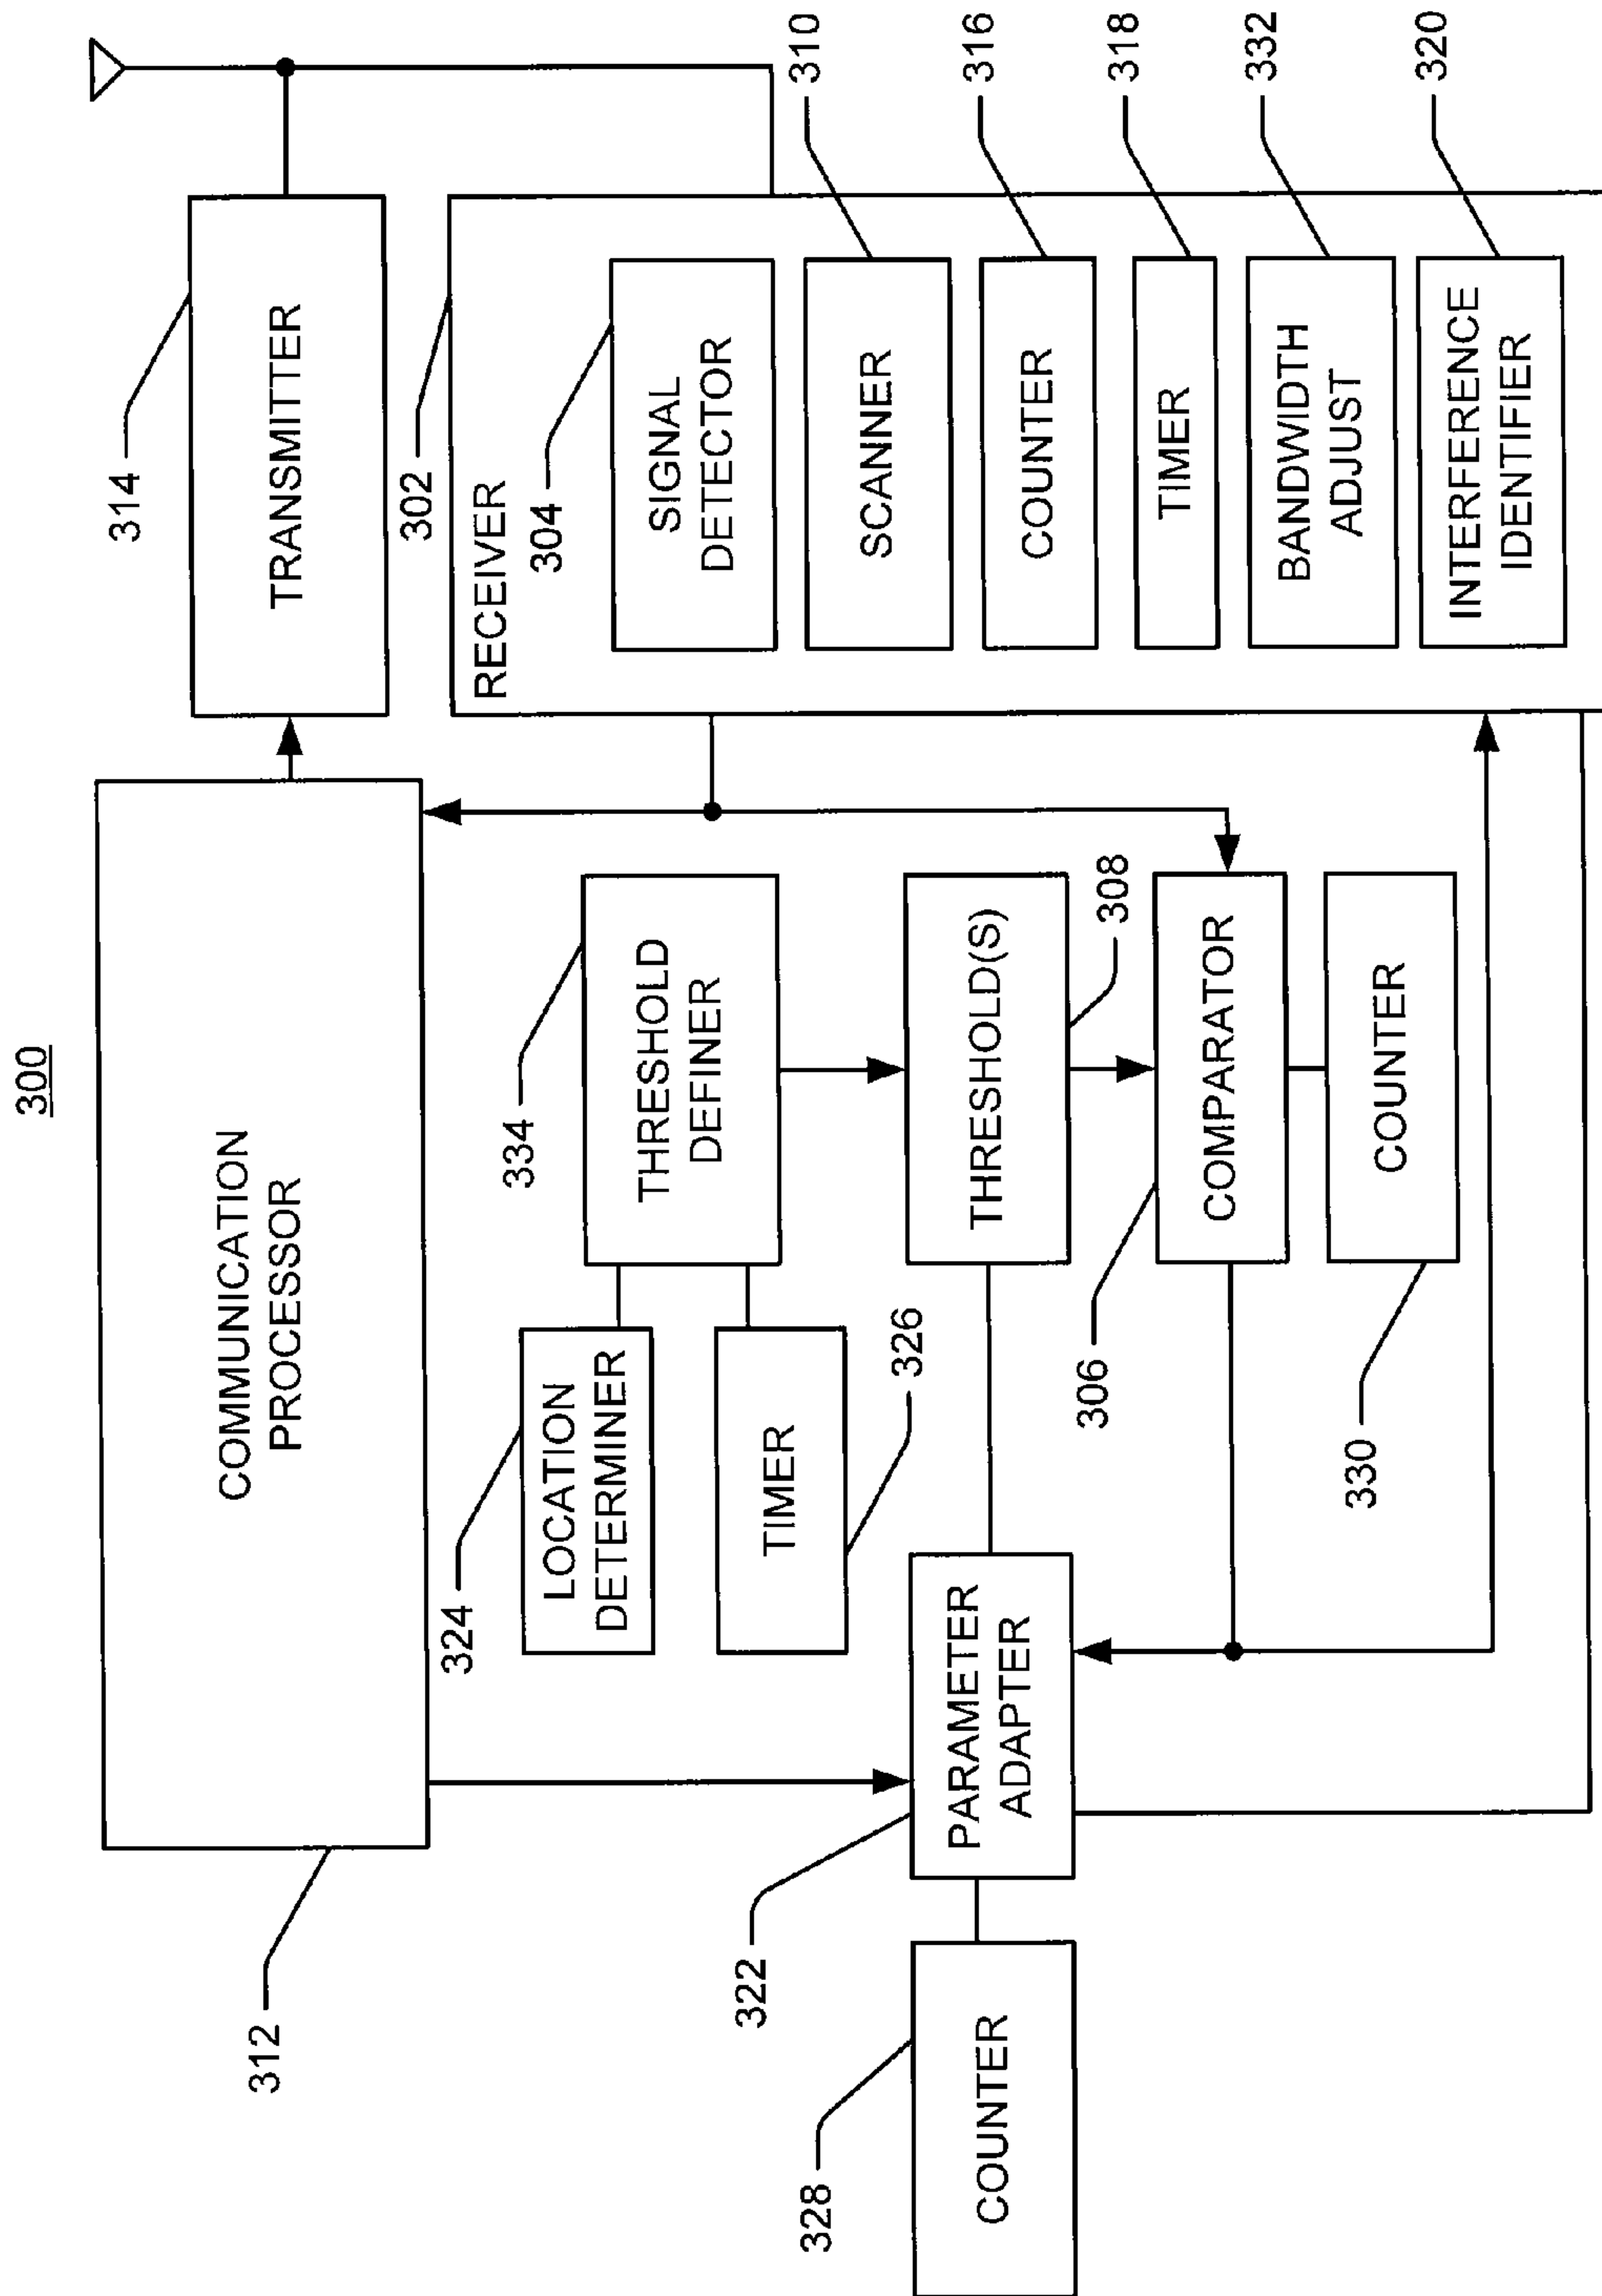 300
COMMUNICATION
PROCESSOR
312
TRANSMITTER
314
RECEIVER
302
SIGNAL
DETECTOR
304
SCANNER
310
COUNTER
316
TIMER
318
BANDWIDTH
ADJUST
332
INTERFERENCE
IDENTIFIER
320
LOCATION
DETERMINER
324
TIMER
326
THRESHOLD
DEFINER
334
THRESHOLD(S)
308
COMPARATOR
306
COUNTER
330
PARAMETER
ADAPTER
322
COUNTER
328